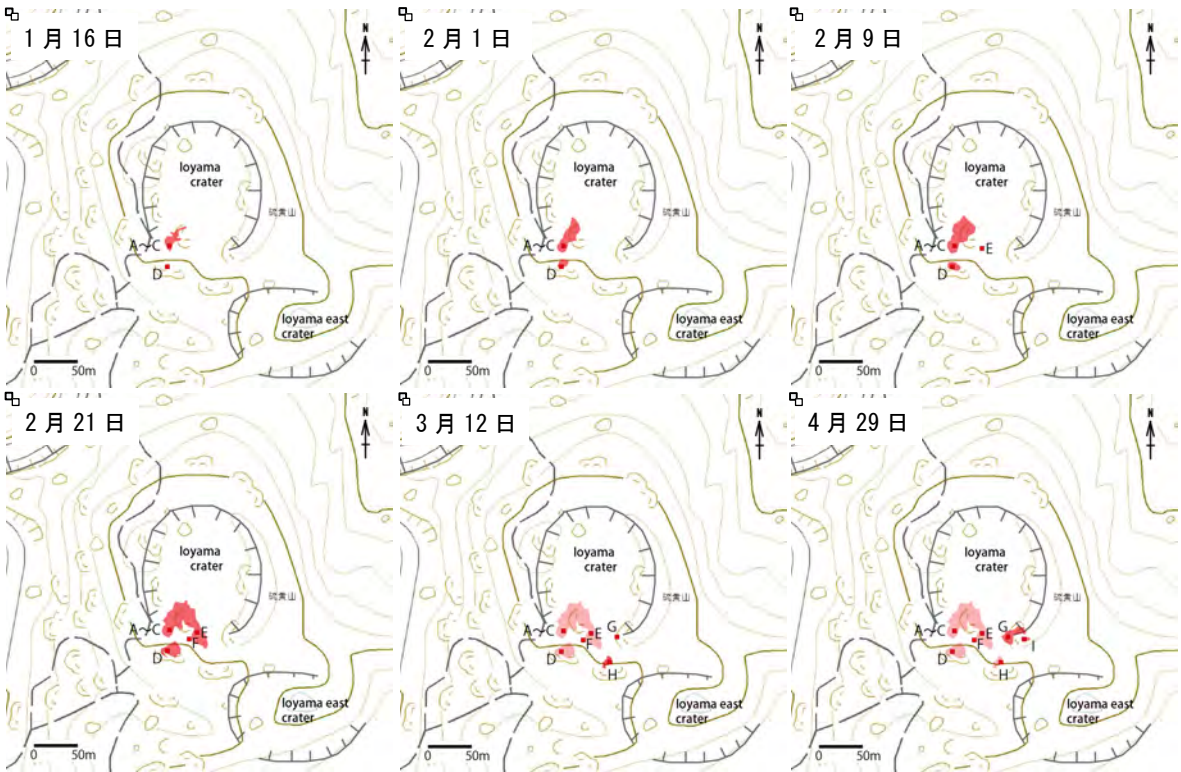 1月16日
N
Ioyama
crater
硫黄山
A~C
D
Ioyama east
crater
0 50m
2月1日
N
Ioyama
crater
硫黄山
A~C
D
Ioyama east
crater
0 50m
2月9日
N
Ioyama
crater
硫黄山
A~C
E
D
Ioyama east
crater
0 50m
2月21日
N
Ioyama
crater
硫黄山
A~C
E
F
D
Ioyama east
crater
0 50m
3月12日
N
Ioyama
crater
硫黄山
A~C
E
G
F
D
H
Ioyama east
crater
0 50m
4月29日
N
Ioyama
crater
硫黄山
A~C
E
G
F
I
D
H
Ioyama east
crater
0 50m